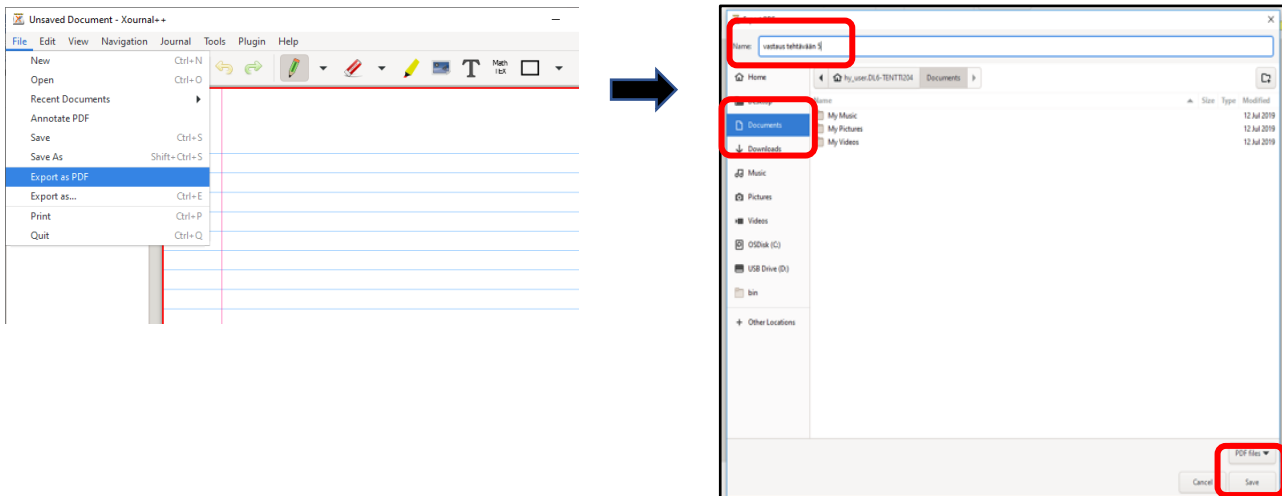 Unsaved Document - Xournal++
File Edit View Navigation Journal Tools Plugin Help
New Ctrl+N
Open Ctrl+O
Recent Documents
Annotate PDF
Save Ctrl+S
Save As Shift+Ctrl+S
Export as PDF
Export as... Ctrl+E
Print Ctrl+P
Quit Ctrl+Q
T Math TEX
Name: vastaus tehtävään 5
Home
hy_user.DL6-TENTTI204 Documents
Name Size Type Modified
Documents
Downloads
Music
Pictures
Videos
OSDisk (C:)
USB Drive (D:)
bin
+ Other Locations
My Music 12 Jul 2019
My Pictures 12 Jul 2019
My Videos 12 Jul 2019
PDF files
Cancel Save